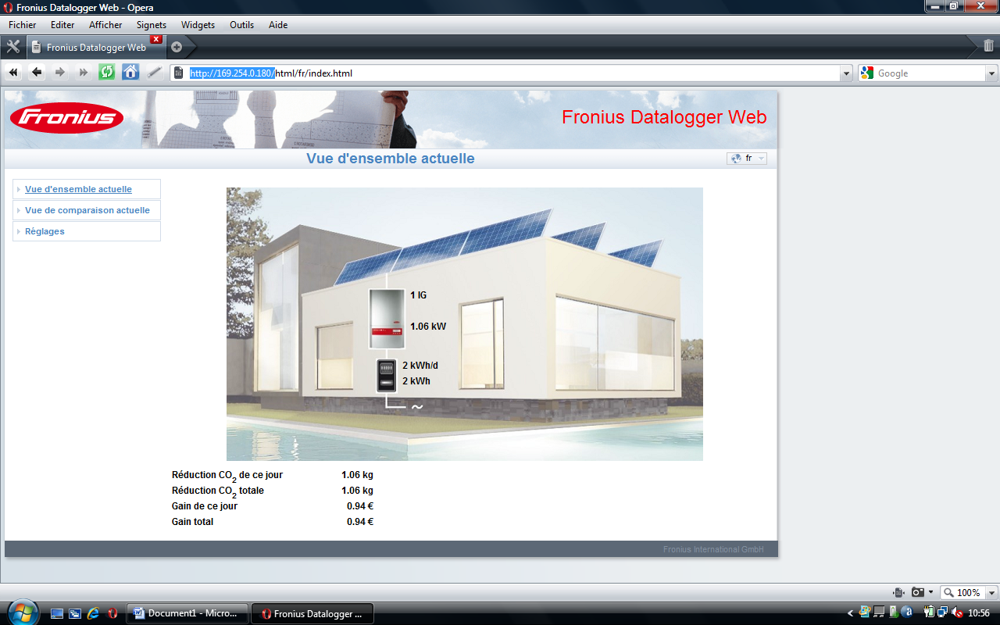 Fronius Datalogger Web - Opera
Fichier Editer Afficher Signets Widgets Outils Aide
Fronius Datalogger Web
http://169.254.0.180/html/fr/index.html
Google
Fronius
Fronius Datalogger Web
Vue d'ensemble actuelle
fr
Vue d'ensemble actuelle
Vue de comparaison actuelle
Réglages
1 IG
1.06 kW
2 kWh/d
2 kWh
~
Réduction CO2 de ce jour 1.06 kg
Réduction CO2 totale 1.06 kg
Gain de ce jour 0.94 €
Gain total 0.94 €
Fronius International GmbH
100%
Document1 - Micro...
Fronius Datalogger ...
10:56